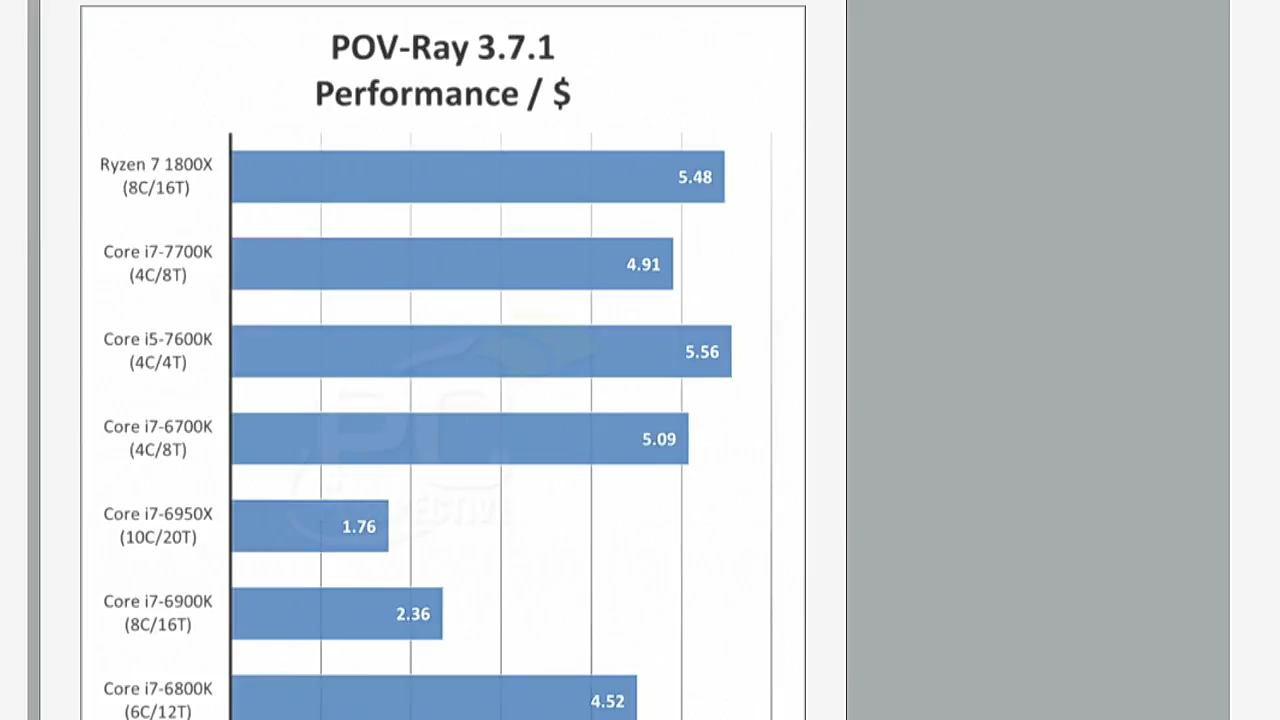 POV-Ray 3.7.1
Performance / $
Ryzen 7 1800X
(8C/16T)
5.48
Core i7-7700K
(4C/8T)
4.91
Core i5-7600K
(4C/4T)
5.56
Core i7-6700K
(4C/8T)
5.09
Core i7-6950X
(10C/20T)
1.76
Core i7-6900K
(8C/16T)
2.36
Core i7-6800K
(6C/12T)
4.52
PC
PERSPECTIVE